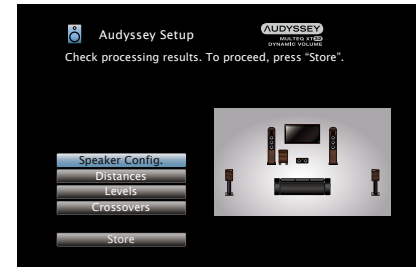 Audyssey Setup
AUDYSSEY
MULTEQ XT32
DYNAMIC VOLUME
Check processing results. To proceed, press “Store”.
Speaker Config.
Distances
Levels
Crossovers
Store